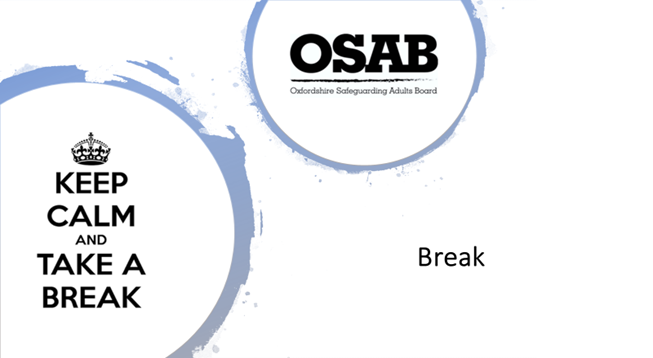 OSAB
Oxfordshire Safeguarding Adults Board
KEEP
CALM
AND
TAKE A
BREAK
Break